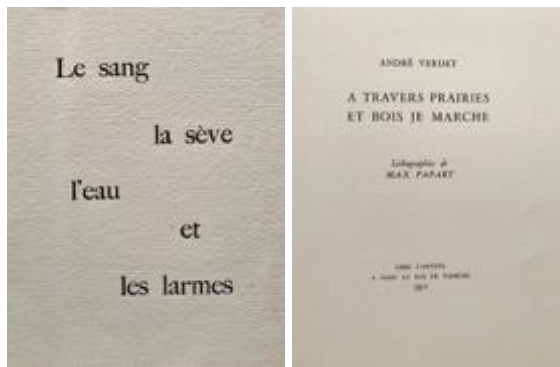 Le sang
la sève
l'eau
et
les larmes
ANDRÉ VERDET
A TRAVERS PRAIRIES
ET BOIS JE MARCHE
Lithographie de
MAX PAPART